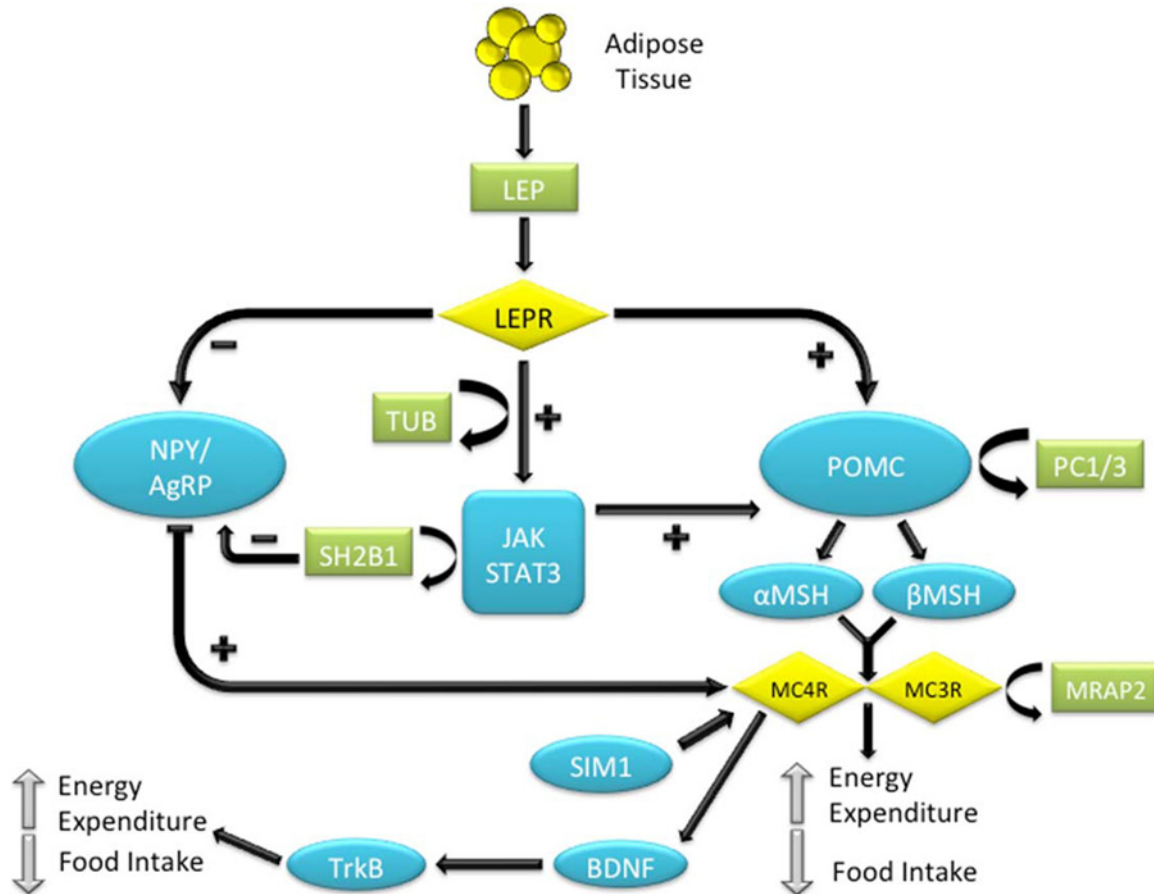 Adipose
Tissue
LEP
LEPR
−
+
TUB
+
NPY/
AgRP
POMC
PC1/3
−
SH2B1
JAK
STAT3
+
αMSH
βMSH
+
MC4R
MC3R
MRAP2
SIM1
Energy
Expenditure
Food Intake
TrkB
BDNF
Energy
Expenditure
Food Intake